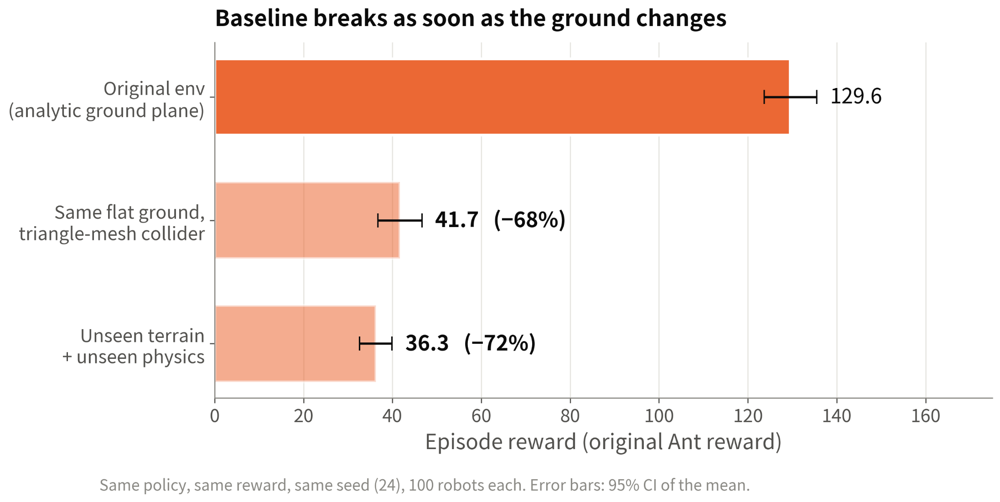 Baseline breaks as soon as the ground changes
Original env
(analytic ground plane)
129.6
Same flat ground,
triangle-mesh collider
41.7 (−68%)
Unseen terrain
+ unseen physics
36.3 (−72%)
0 20 40 60 80 100 120 140 160
Episode reward (original Ant reward)
Same policy, same reward, same seed (24), 100 robots each. Error bars: 95% CI of the mean.